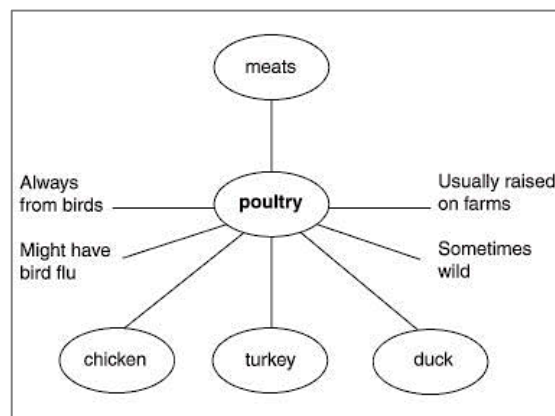 meats
Always
from birds
poultry
Usually raised
on farms
Might have
bird flu
Sometimes
wild
chicken
turkey
duck